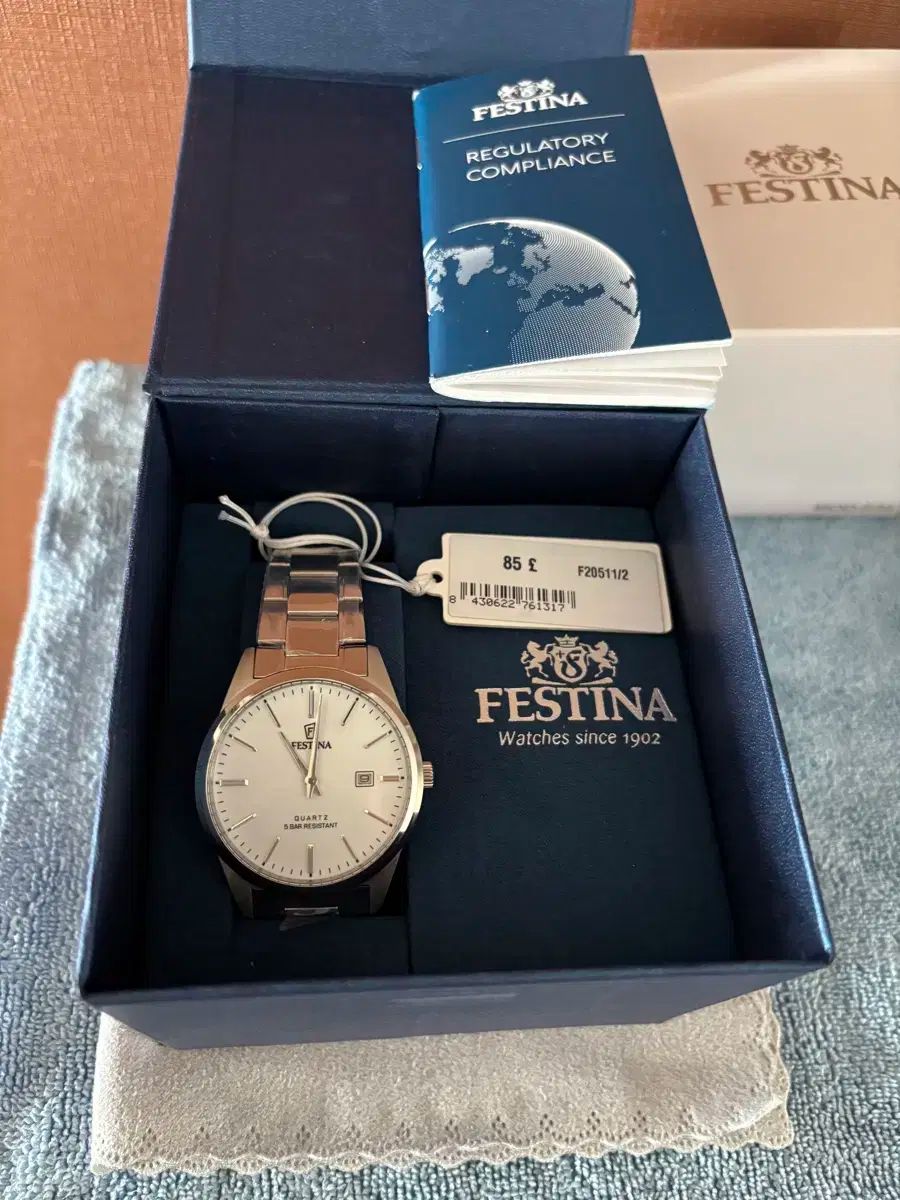 FESTINA
REGULATORY
COMPLIANCE
FESTINA
85 £
F20511/2
8 430622 761317
FESTINA
Watches since 1902
FESTINA
9
QUARTZ
5 BAR RESISTANT